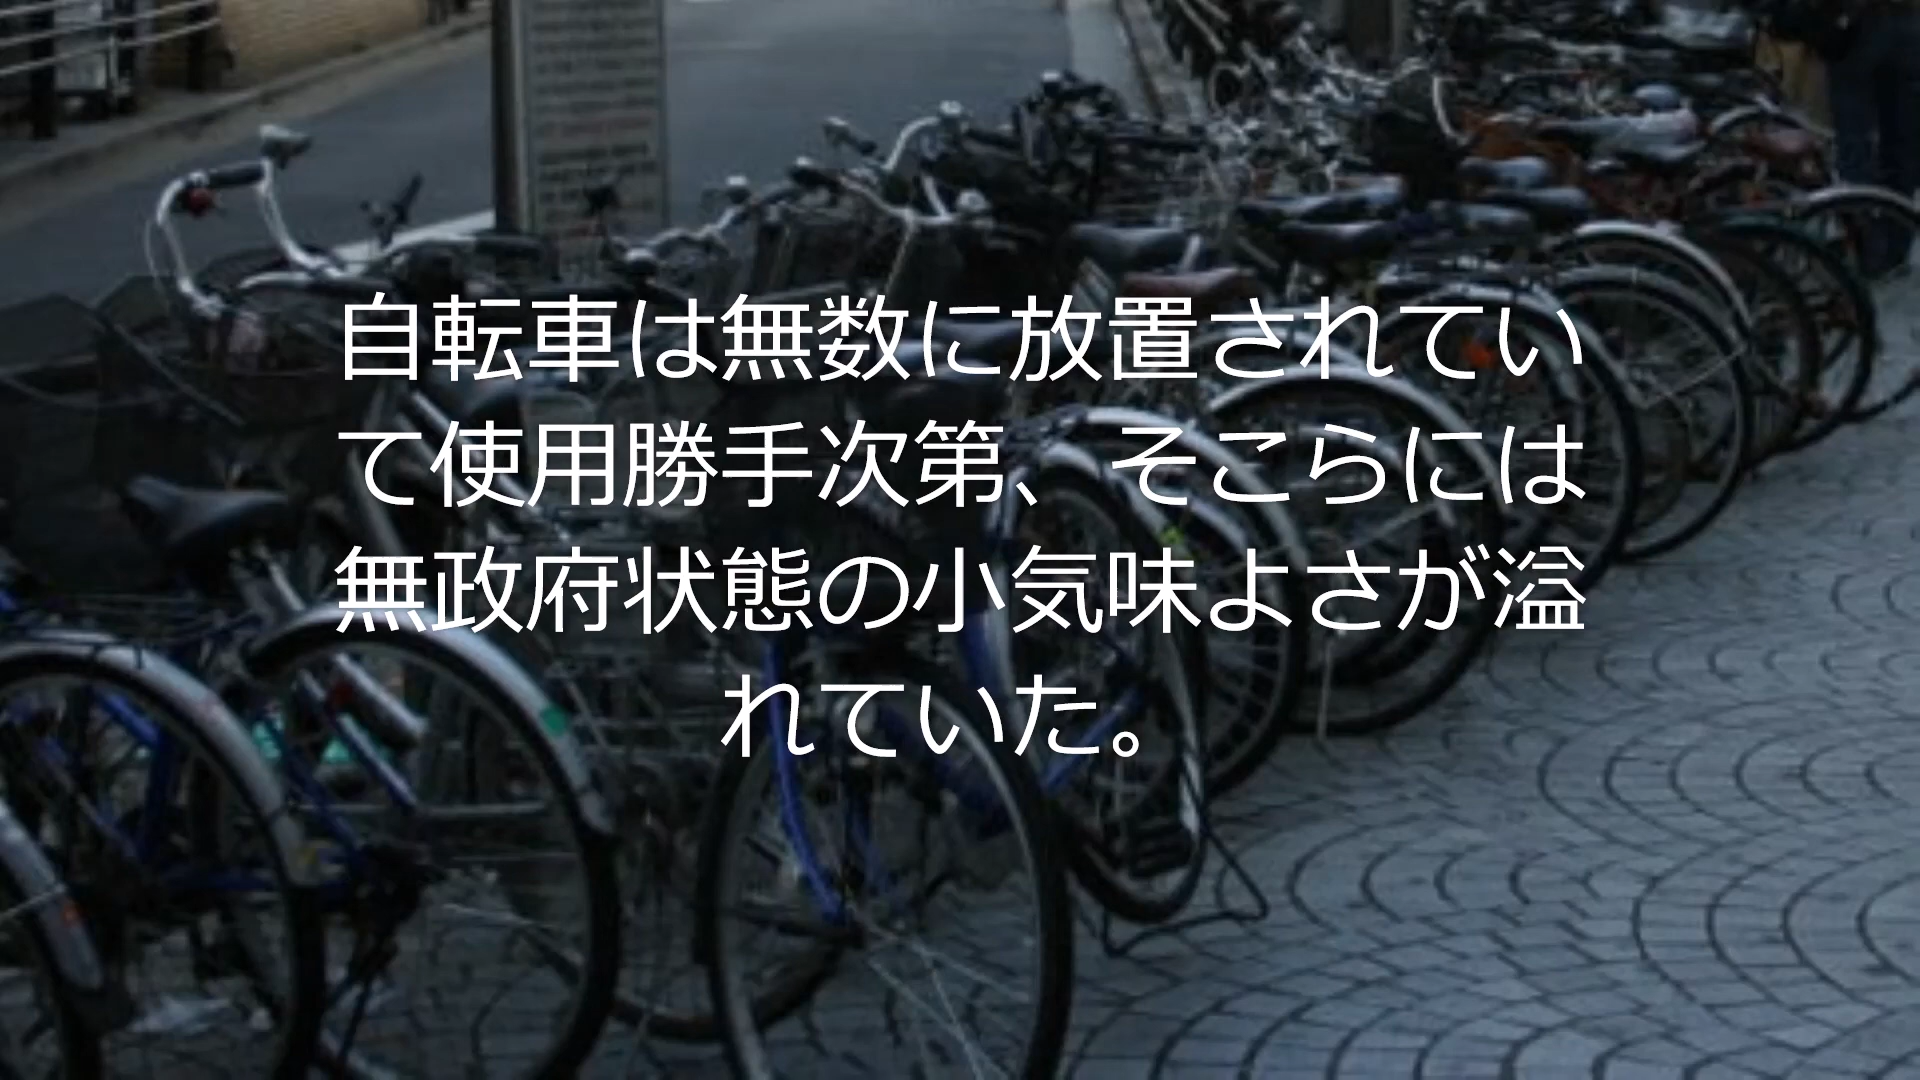 自転車は無数に放置されてい
て使用勝手次第、そこらには
無政府状態の小気味よさが溢
れていた。